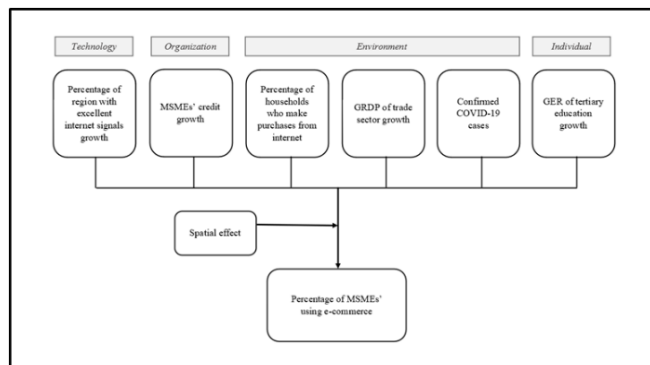 Technology
Organization
Environment
Individual
Percentage of
region with
excellent
internet signals
growth
MSMEs' credit
growth
Percentage of
households
who make
purchases from
internet
GRDP of trade
sector growth
Confirmed
COVID-19
cases
GER of tertiary
education
growth
Spatial effect
Percentage of MSMEs'
using e-commerce